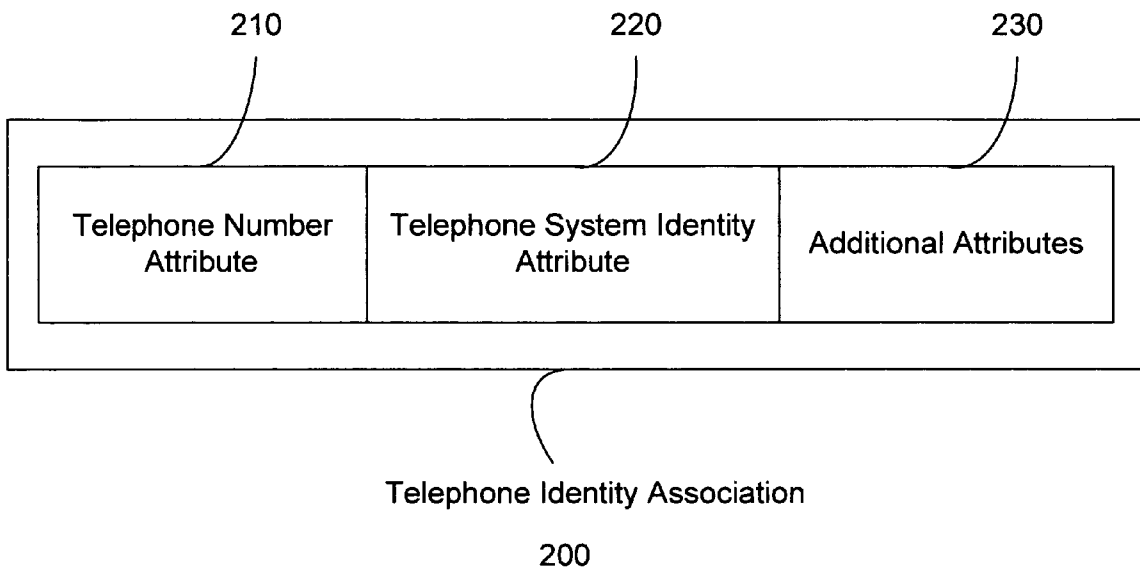 210 220 230
Telephone Number Attribute
Telephone System Identity Attribute
Additional Attributes
Telephone Identity Association
200